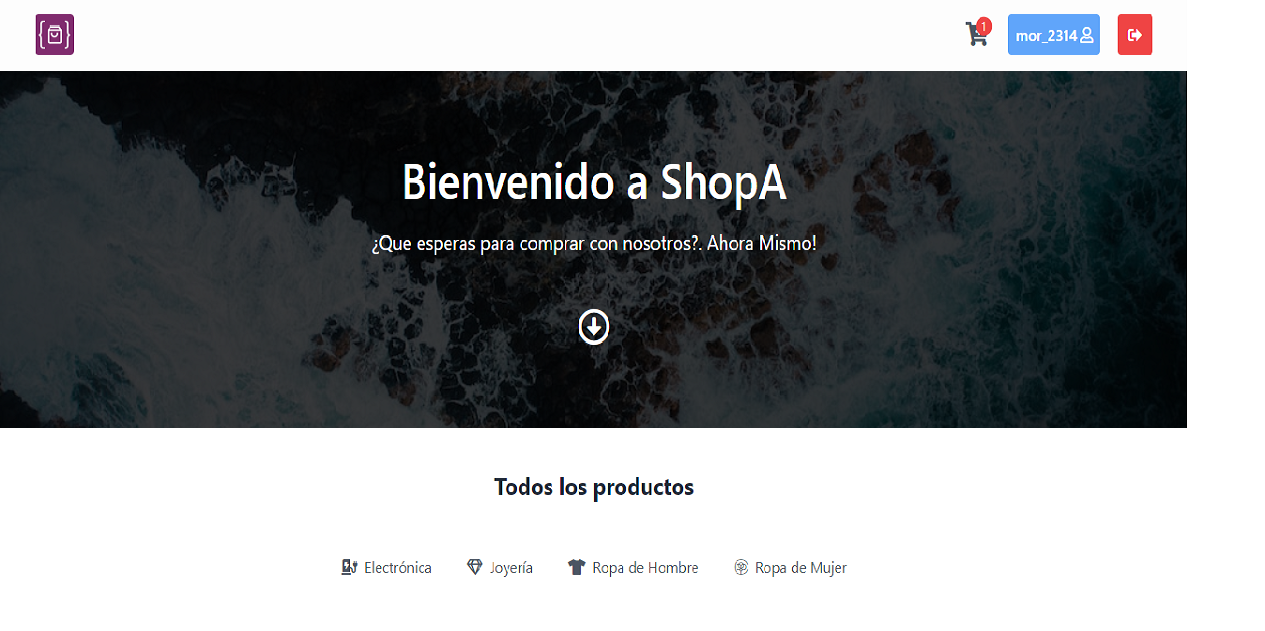 1
mor_2314
Bienvenido a ShopA
¿Que esperas para comprar con nosotros?. Ahora Mismo!
Todos los productos
Electrónica
Joyería
Ropa de Hombre
Ropa de Mujer